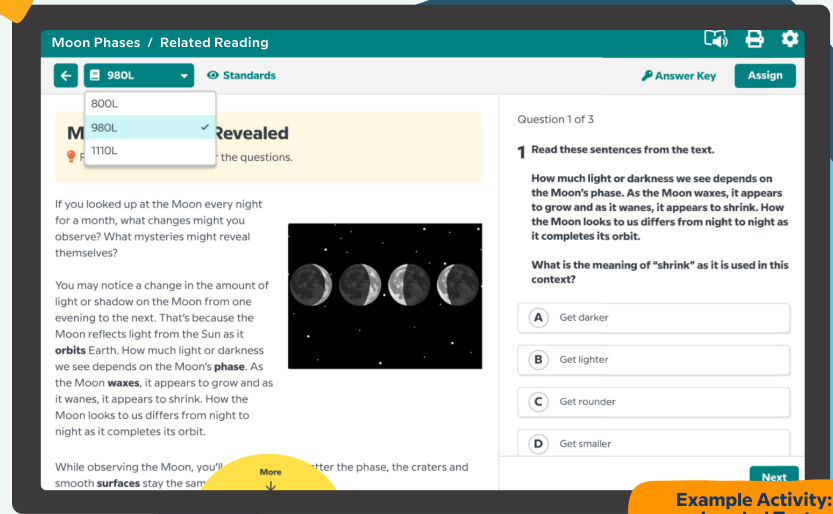 Moon Phases / Related Reading
980L
Standards
Answer Key
Assign
800L
980L
1110L
Revealed
r the questions.
If you looked up at the Moon every night
for a month, what changes might you
observe? What mysteries might reveal
themselves?
You may notice a change in the amount of
light or shadow on the Moon from one
evening to the next. That's because the
Moon reflects light from the Sun as it
orbits Earth. How much light or darkness
we see depends on the Moon's phase. As
the Moon waxes, it appears to grow and as
it wanes, it appears to shrink. How the
Moon looks to us differs from night to
night as it completes its orbit.
While observing the Moon, you'll tter the phase, the craters and
smooth surfaces stay the sam
More
Question 1 of 3
1 Read these sentences from the text.
How much light or darkness we see depends on
the Moon's phase. As the Moon waxes, it appears
to grow and as it wanes, it appears to shrink. How
the Moon looks to us differs from night to night as
it completes its orbit.
What is the meaning of "shrink" as it is used in this
context?
A Get darker
B Get lighter
C Get rounder
D Get smaller
Next
Example Activity: